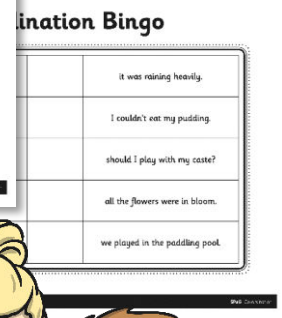 ination Bingo
it was raining heavily.
I couldn't eat my pudding.
should I play with my caste?
all the flowers were in bloom.
we played in the paddling pool.